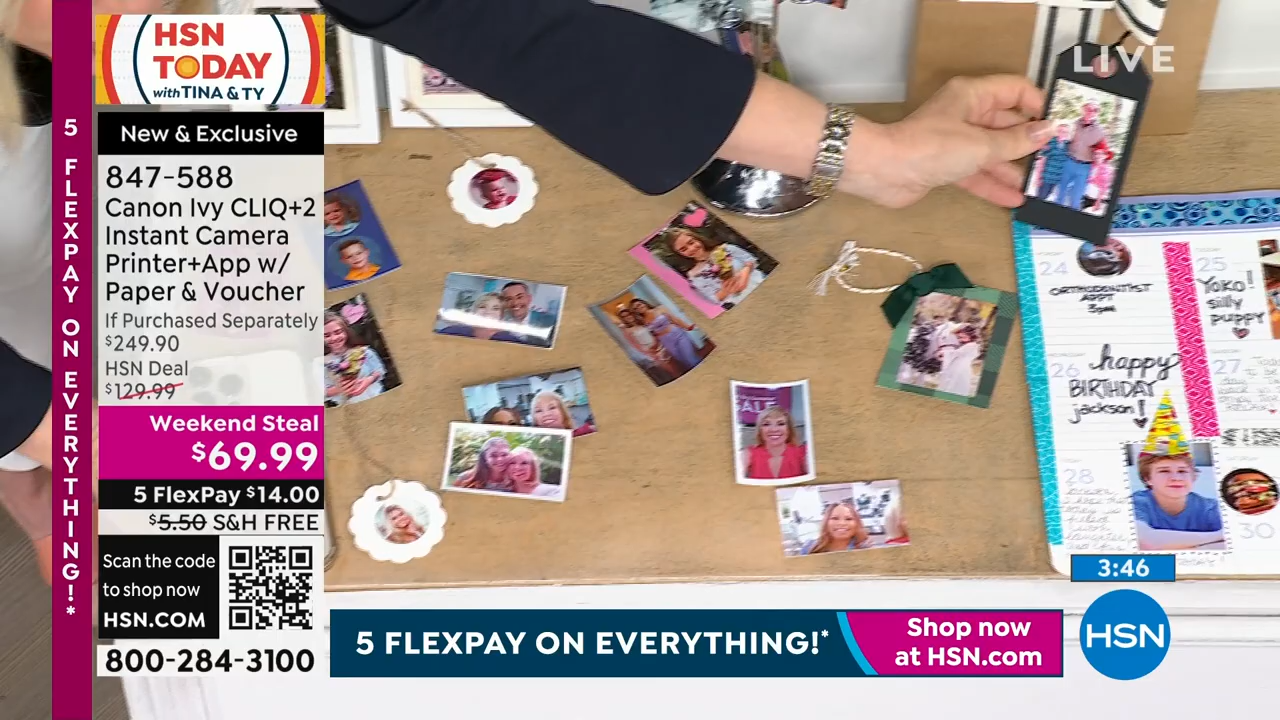 5 FLEXPAY ON EVERYTHING!*
HSN
TODAY
with TINA & TY
New & Exclusive
847-588
Canon Ivy CLIQ+2
Instant Camera
Printer+App w/
Paper & Voucher
If Purchased Separately
$249.90
HSN Deal
$129.99
Weekend Steal
$69.99
5 FlexPay $14.00
$5.50 S&H FREE
Scan the code
to shop now
HSN.COM
800-284-3100
LIVE
SALE
24
ORTHODONTIST
APPT
3pm
25
YOKO!
silly
puppy
26
happy
BIRTHDAY
jackson!
27
28
30
3:46
5 FLEXPAY ON EVERYTHING!*
Shop now
at HSN.com
HSN